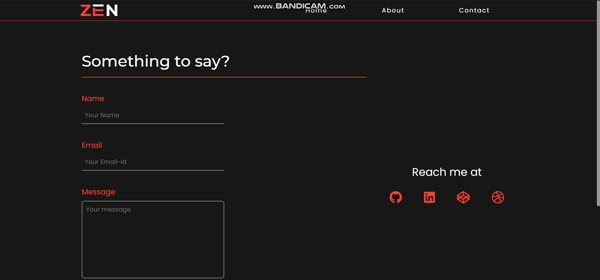 ZEN
www.BANDICAM.com
Home
About
Contact
Something to say?
Name
Your Name
Email
Your Email-id
Message
Your message
Reach me at